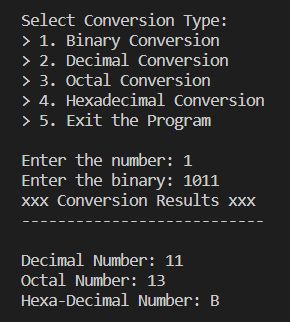 Select Conversion Type:
> 1. Binary Conversion
> 2. Decimal Conversion
> 3. Octal Conversion
> 4. Hexadecimal Conversion
> 5. Exit the Program
Enter the number: 1
Enter the binary: 1011
xxx Conversion Results xxx
---------------------------
Decimal Number: 11
Octal Number: 13
Hexa-Decimal Number: B